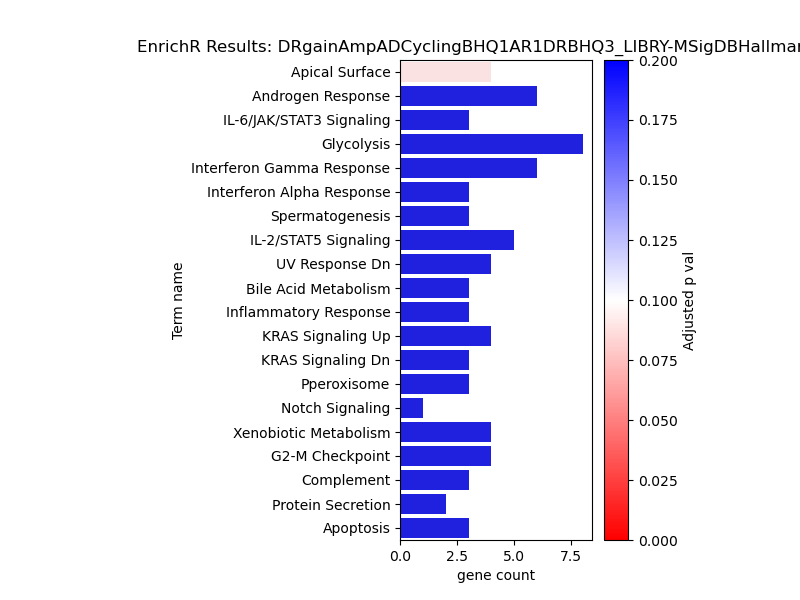 EnrichR Results: DRgainAmpADCyclingBHQ1AR1DRBHQ3_LIBRY-MSigDBHallmar
Apical Surface
Androgen Response
IL-6/JAK/STAT3 Signaling
Glycolysis
Interferon Gamma Response
Interferon Alpha Response
Spermatogenesis
IL-2/STAT5 Signaling
UV Response Dn
Bile Acid Metabolism
Inflammatory Response
KRAS Signaling Up
KRAS Signaling Dn
Pperoxisome
Notch Signaling
Xenobiotic Metabolism
G2-M Checkpoint
Complement
Protein Secretion
Apoptosis
Term name
0.0 2.5 5.0 7.5
gene count
0.200
0.175
0.150
0.125
0.100
0.075
0.050
0.025
0.000
Adjusted p val